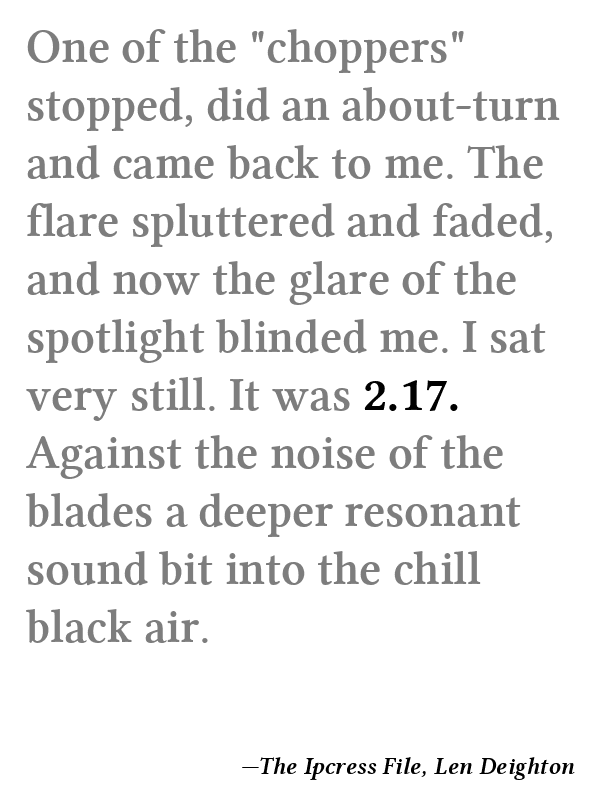 One of the "choppers"
stopped, did an about-turn
and came back to me. The
flare spluttered and faded,
and now the glare of the
spotlight blinded me. I sat
very still. It was 2.17.
Against the noise of the
blades a deeper resonant
sound bit into the chill
black air.
—The Ipcress File, Len Deighton